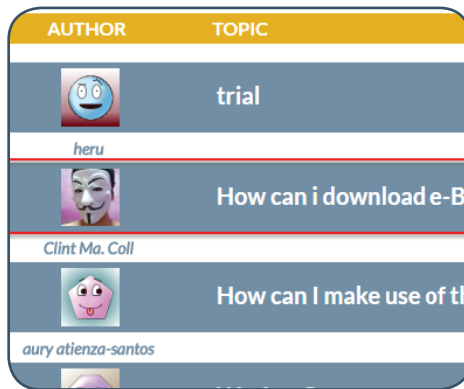 AUTHOR TOPIC
trial
heru
How can i download e-B
Clint Ma. Coll
How can I make use of th
aury atienza-santos